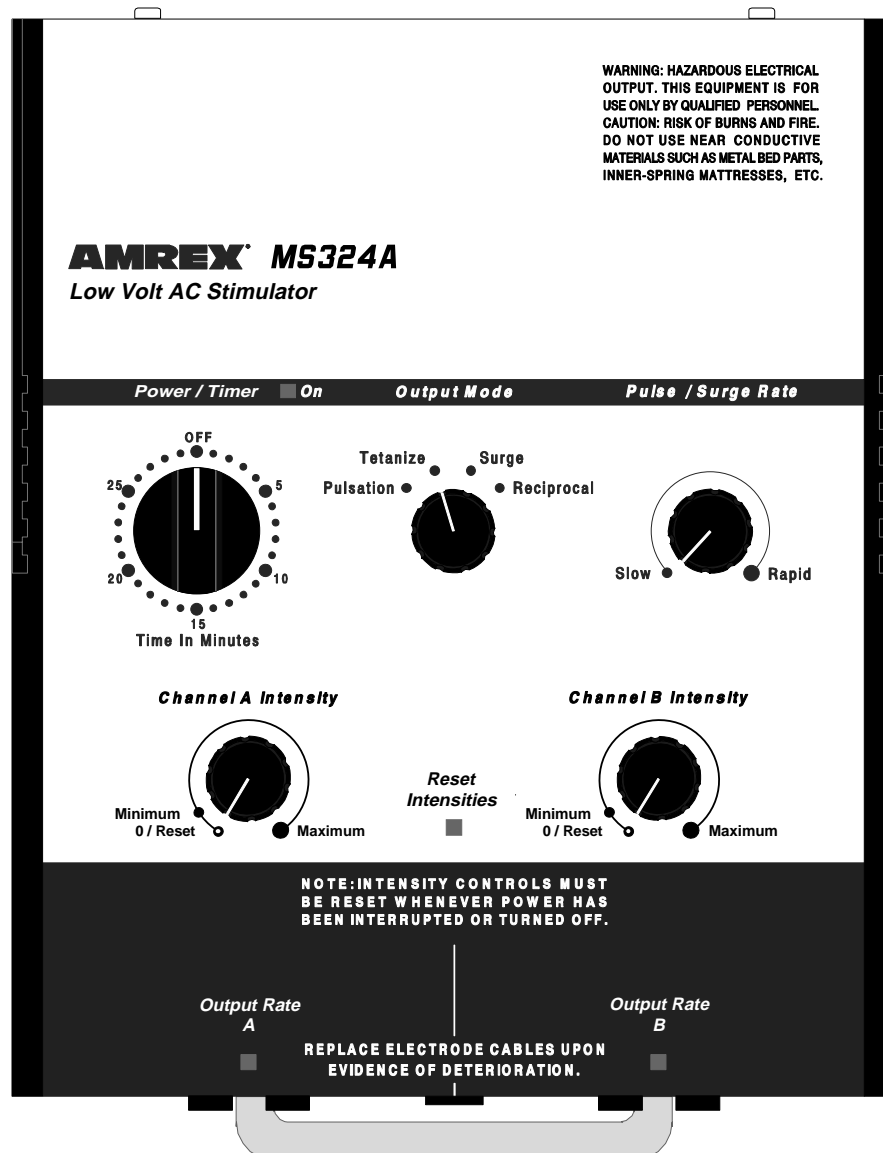 WARNING: HAZARDOUS ELECTRICAL
OUTPUT. THIS EQUIPMENT IS FOR
USE ONLY BY QUALIFIED PERSONNEL.
CAUTION: RISK OF BURNS AND FIRE.
DO NOT USE NEAR CONDUCTIVE
MATERIALS SUCH AS METAL BED PARTS,
INNER-SPRING MATTRESSES, ETC.
AMREX MS324A
Low Volt AC Stimulator
Power / Timer On Output Mode Pulse / Surge Rate
OFF
5
10
15
20
25
Time In Minutes
Tetanize Surge
Pulsation Reciprocal
Slow Rapid
Channel A Intensity
Minimum
0 / Reset Maximum
Reset
Intensities
Channel B Intensity
Minimum
0 / Reset Maximum
NOTE:INTENSITY CONTROLS MUST
BE RESET WHENEVER POWER HAS
BEEN INTERRUPTED OR TURNED OFF.
Output Rate
A
Output Rate
B
REPLACE ELECTRODE CABLES UPON
EVIDENCE OF DETERIORATION.